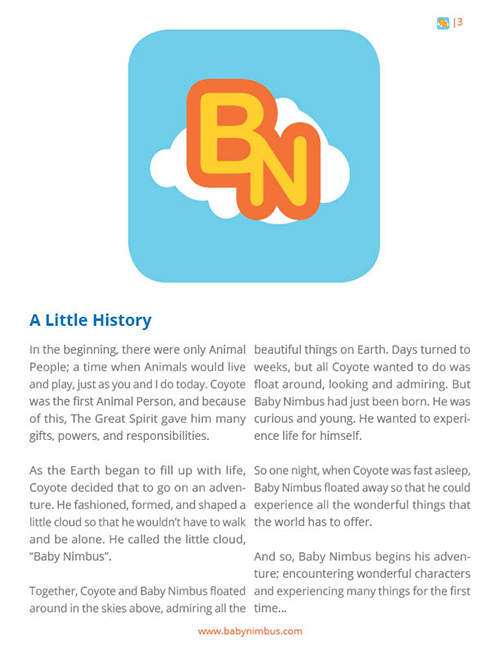 |3
BN
A Little History
In the beginning, there were only Animal
People; a time when Animals would live
and play, just as you and I do today. Coyote
was the first Animal Person, and because
of this, The Great Spirit gave him many
gifts, powers, and responsibilities.
As the Earth began to fill up with life,
Coyote decided that to go on an adven-
ture. He fashioned, formed, and shaped a
little cloud so that he wouldn't have to walk
and be alone. He called the little cloud,
"Baby Nimbus".
Together, Coyote and Baby Nimbus floated
around in the skies above, admiring all the
beautiful things on Earth. Days turned to
weeks, but all Coyote wanted to do was
float around, looking and admiring. But
Baby Nimbus had just been born. He was
curious and young. He wanted to experi-
ence life for himself.
So one night, when Coyote was fast asleep,
Baby Nimbus floated away so that he could
experience all the wonderful things that
the world has to offer.
And so, Baby Nimbus begins his adven-
ture; encountering wonderful characters
and experiencing many things for the first
time...
www.babynimbus.com